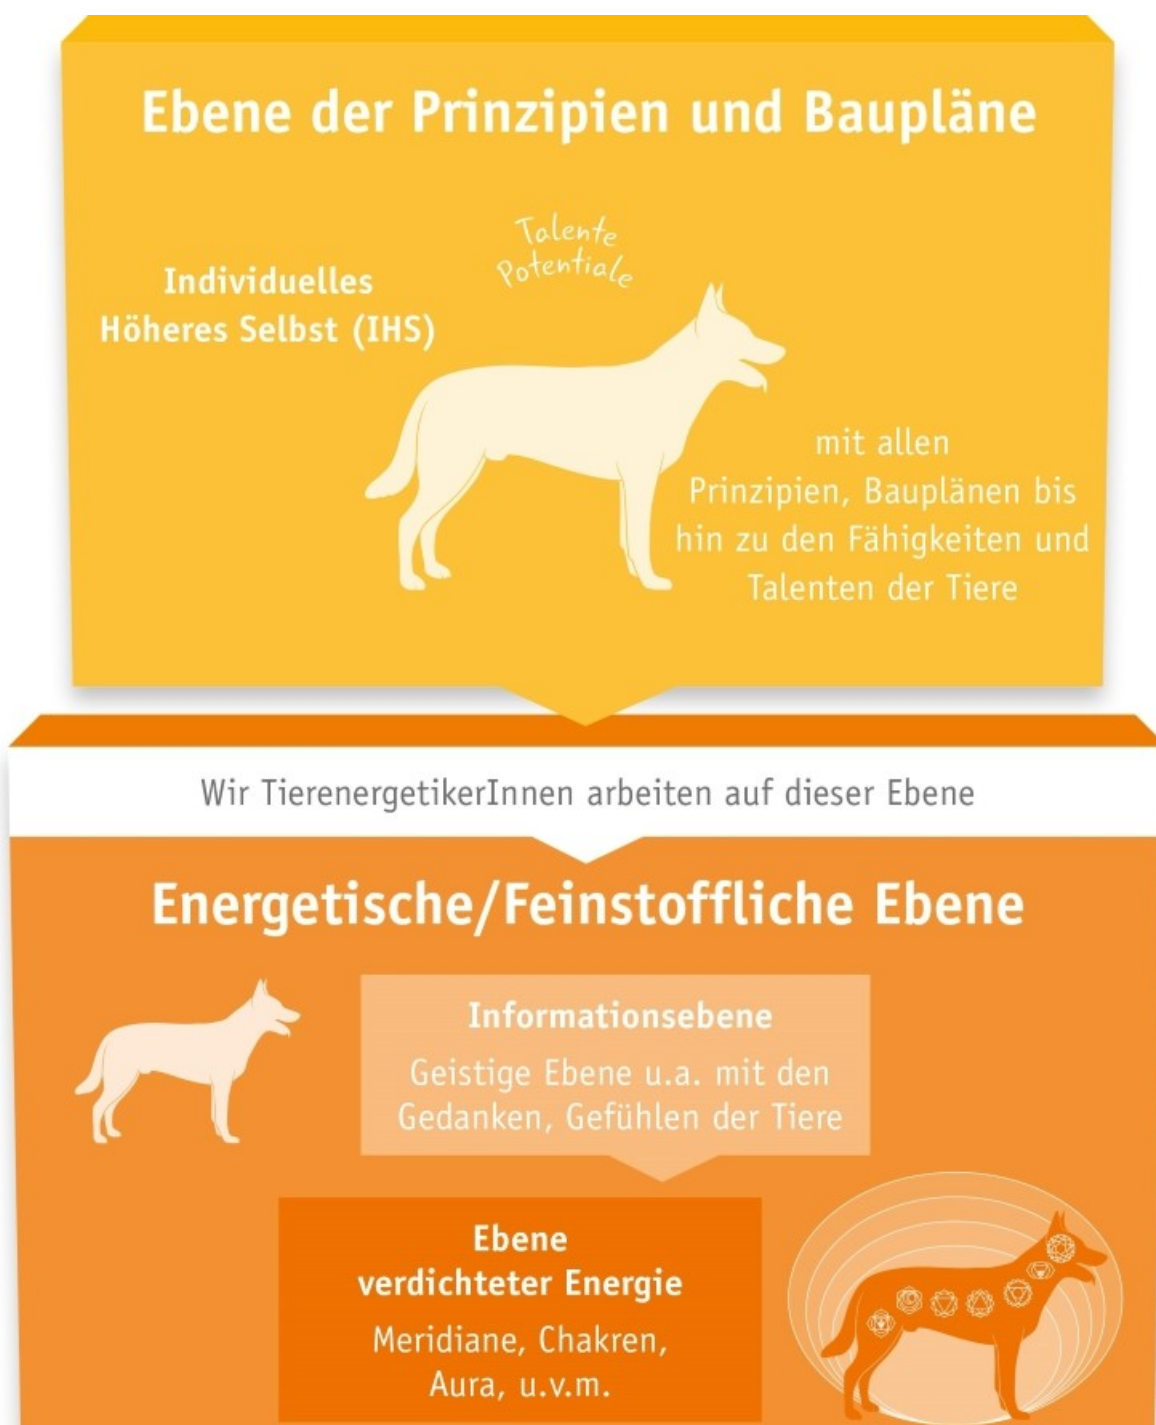 Ebene der Prinzipien und Baupläne
Talente
Potentiale
Individuelles
Höheres Selbst (IHS)
mit allen
Prinzipien, Bauplänen bis
hin zu den Fähigkeiten und
Talenten der Tiere
Wir TierenergetikerInnen arbeiten auf dieser Ebene
Energetische/Feinstoffliche Ebene
Informationsebene
Geistige Ebene u.a. mit den
Gedanken, Gefühlen der Tiere
Ebene
verdichteter Energie
Meridiane, Chakren,
Aura, u.v.m.